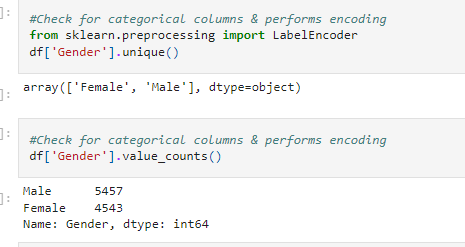 ]:
#Check for categorical columns & performs encoding
from sklearn.preprocessing import LabelEncoder
df['Gender'].unique()
]: array(['Female', 'Male'], dtype=object)
]:
#Check for categorical columns & performs encoding
df['Gender'].value_counts()
]: Male      5457
Female    4543
Name: Gender, dtype: int64